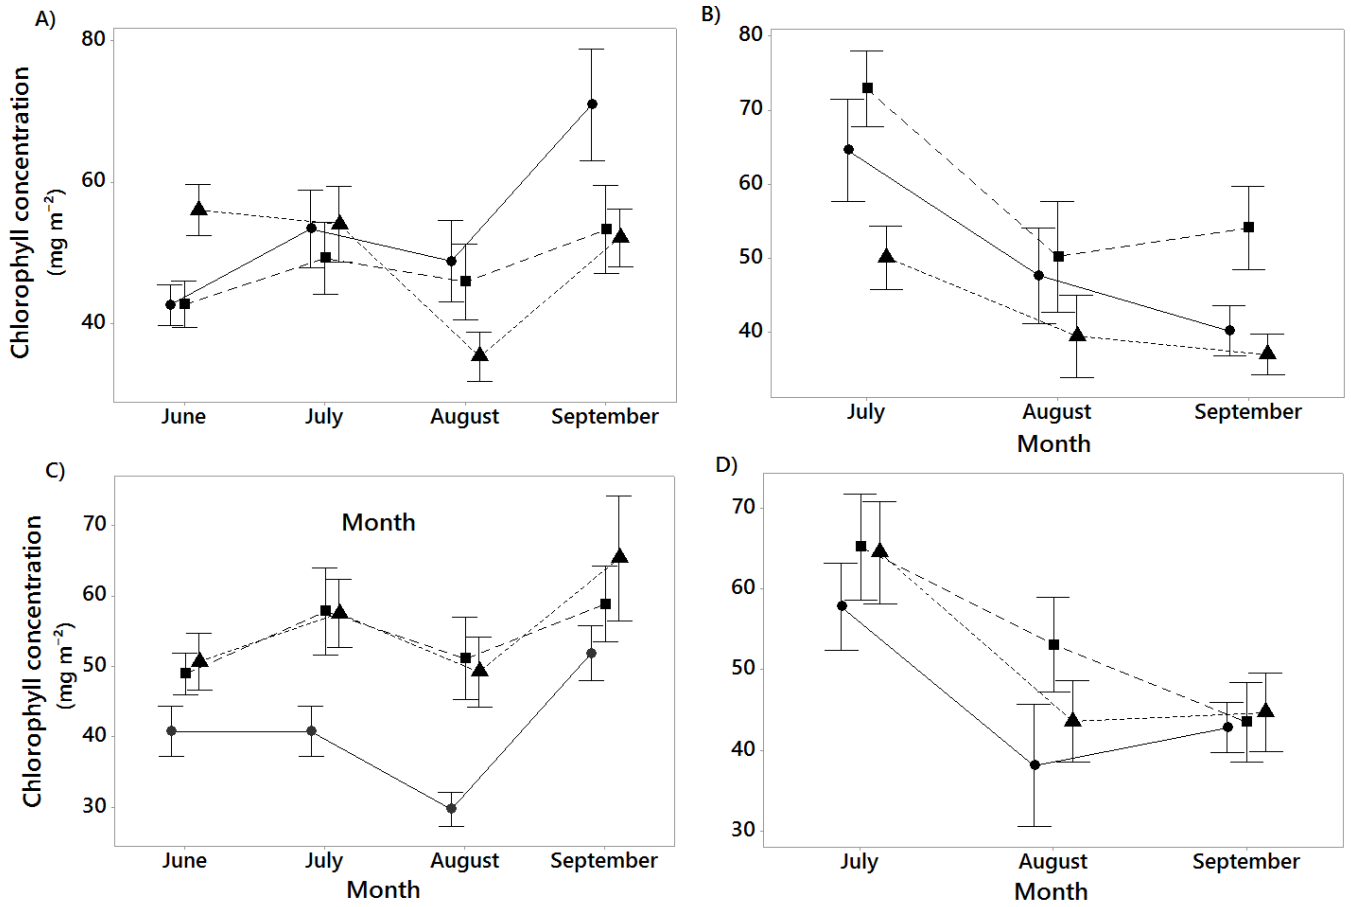 A)
Chlorophyll concentration
(mg m⁻²)
80
60
40
June July August September
B)
80
70
60
50
40
July August September
Month
C)
Chlorophyll concentration
(mg m⁻²)
Month
70
60
50
40
30
June July August September
Month
D)
70
60
50
40
30
July August September
Month